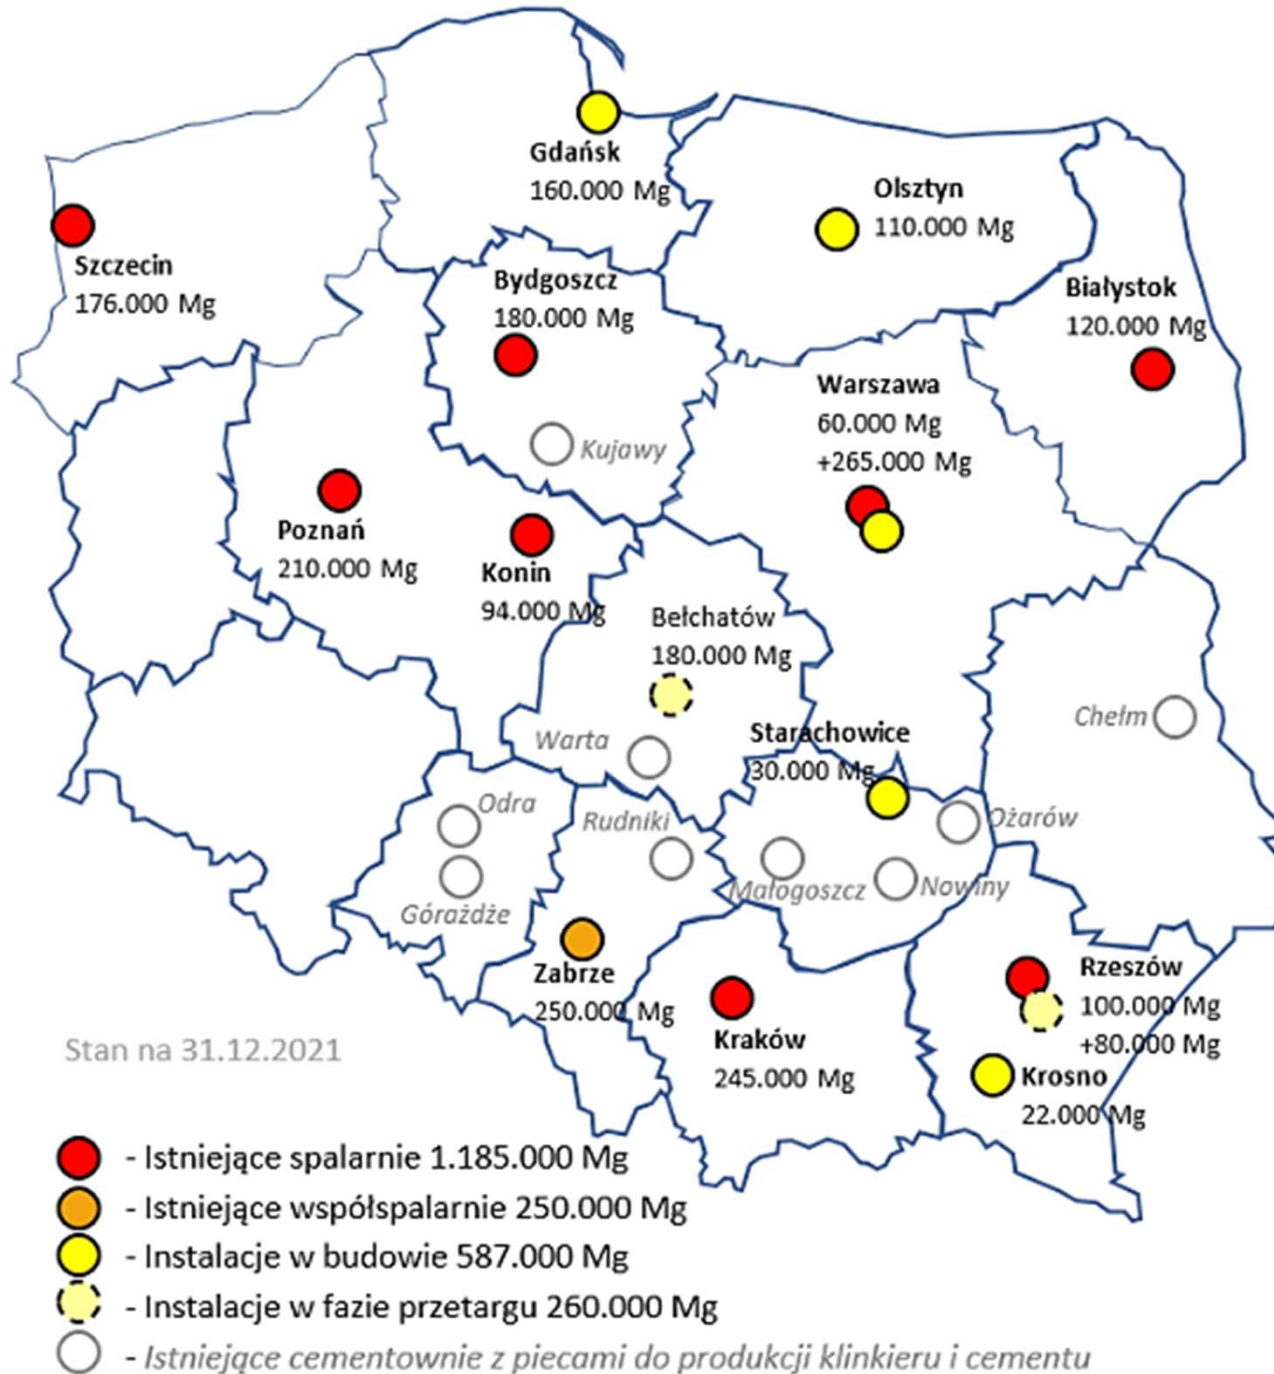 Gdańsk
160.000 Mg
Olsztyn
110.000 Mg
Szczecin
176.000 Mg
Bydgoszcz
180.000 Mg
Białystok
120.000 Mg
Warszawa
60.000 Mg
+265.000 Mg
Kujawy
Poznań
210.000 Mg
Konin
94.000 Mg
Bełchatów
180.000 Mg
Chełm
Warta
Starachowice
30.000 Mg
Odra
Rudniki
Ożarów
Małogoszcz
Nowiny
Górażdże
Zabrze
250.000 Mg
Rzeszów
100.000 Mg
+80.000 Mg
Kraków
245.000 Mg
Krosno
22.000 Mg
Stan na 31.12.2021
- Istniejące spalarnie 1.185.000 Mg
- Istniejące współspalarnie 250.000 Mg
- Instalacje w budowie 587.000 Mg
- Instalacje w fazie przetargu 260.000 Mg
- Istniejące cementownie z piecami do produkcji klinkieru i cementu